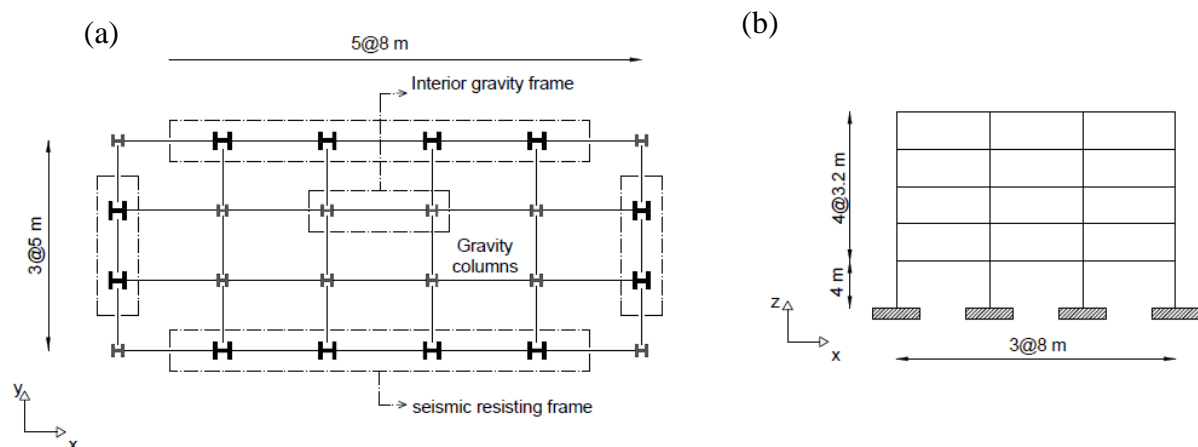 (a)
5@8 m
Interior gravity frame
3@5 m
Gravity
columns
seismic resisting frame
y
x
(b)
4@3.2 m
4 m
z
x
3@8 m